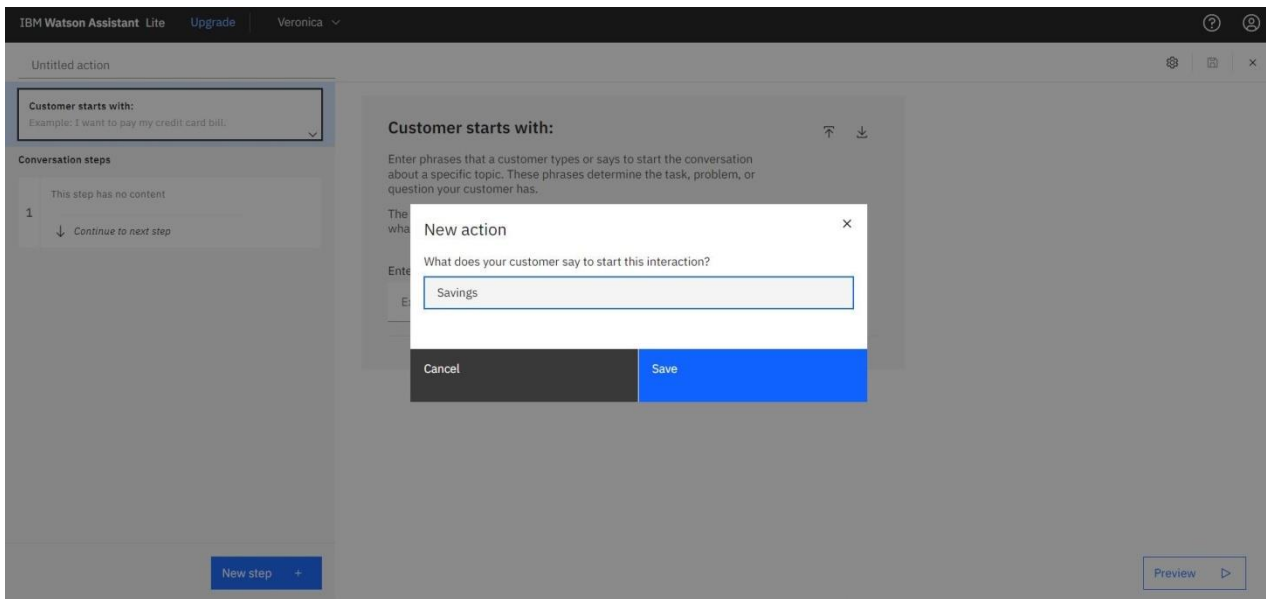 IBM Watson Assistant Lite Upgrade Veronica
Untitled action
Customer starts with:
Example: I want to pay my credit card bill.
Conversation steps
This step has no content
1
Continue to next step
New step +
Customer starts with:
Enter phrases that a customer types or says to start the conversation
about a specific topic. These phrases determine the task, problem, or
question your customer has.
The
New action
What does your customer say to start this interaction?
Savings
Cancel
Save
Preview